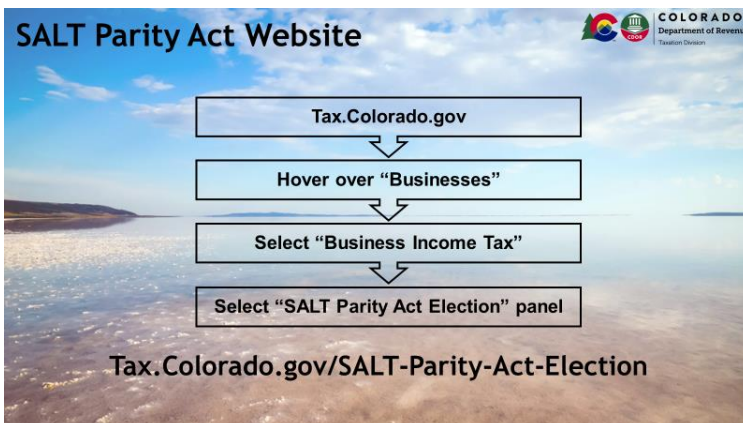 SALT Parity Act Website
COLORADO
Department of Revenu
Taxation Division
CDOR
Tax.Colorado.gov
Hover over “Businesses”
Select “Business Income Tax”
Select “SALT Parity Act Election” panel
Tax.Colorado.gov/SALT-Parity-Act-Election